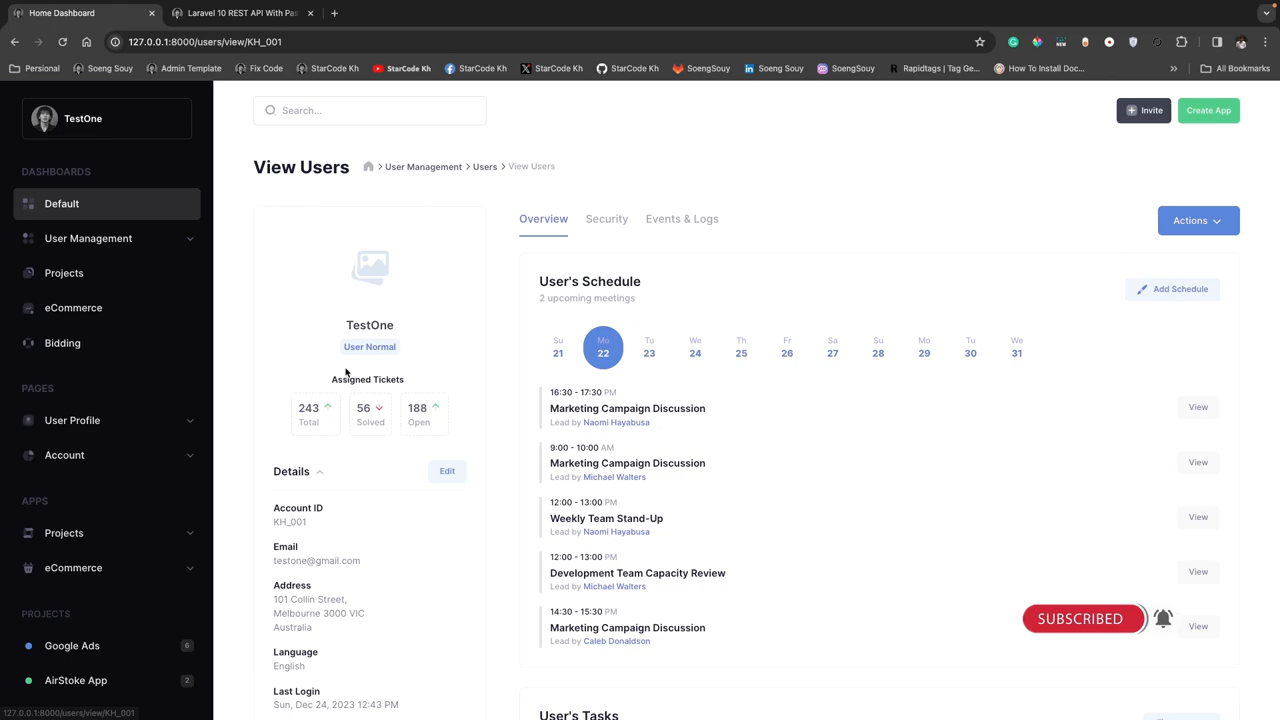 Home Dashboard
Laravel 10 REST API With Pas
127.0.0.1:8000/users/view/KH_001
Persional
Soeng Souy
Admin Template
Fix Code
StarCode Kh
StarCode Kh
StarCode Kh
StarCode Kh
StarCode Kh
SoengSouy
Soeng Souy
SoengSouy
Rapidtags | Tag Ge...
How To Install Doc...
All Bookmarks
TestOne
Search...
Invite
Create App
View Users
User Management
Users
View Users
DASHBOARDS
Default
User Management
Projects
eCommerce
Bidding
PAGES
User Profile
Account
APPS
Projects
eCommerce
PROJECTS
Google Ads 6
AirStoke App 2
127.0.0.1:8000/users/view/KH_001
TestOne
User Normal
Assigned Tickets
243 56 188
Total Solved Open
Details
Edit
Account ID
KH_001
Email
testone@gmail.com
Address
101 Collin Street,
Melbourne 3000 VIC
Australia
Language
English
Last Login
Sun, Dec 24, 2023 12:43 PM
Overview Security Events & Logs
Actions
User's Schedule
2 upcoming meetings
Add Schedule
Su Mo Tu We Th Fr Sa Su Mo Tu We
21 22 23 24 25 26 27 28 29 30 31
16:30 - 17:30 PM
Marketing Campaign Discussion
Lead by Naomi Hayabusa
View
9:00 - 10:00 AM
Marketing Campaign Discussion
Lead by Michael Walters
View
12:00 - 13:00 PM
Weekly Team Stand-Up
Lead by Naomi Hayabusa
View
12:00 - 13:00 PM
Development Team Capacity Review
Lead by Michael Walters
View
14:30 - 15:30 PM
Marketing Campaign Discussion
Lead by Caleb Donaldson
View
SUBSCRIBED
User's Tasks